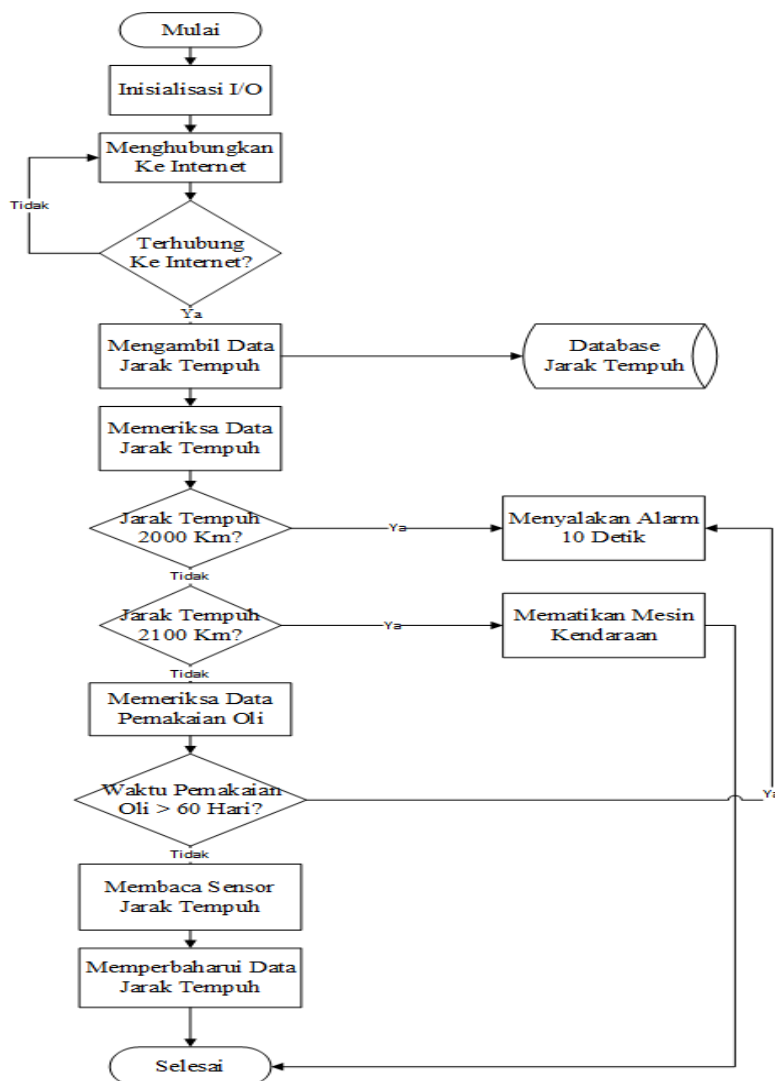 Mulai
Inisialisasi I/O
Menghubungkan
Ke Internet
Tidak
Terhubung
Ke Internet?
Ya
Mengambil Data
Jarak Tempuh
Database
Jarak Tempuh
Memeriksa Data
Jarak Tempuh
Jarak Tempuh
2000 Km?
Ya
Menyalakan Alarm
10 Detik
Tidak
Jarak Tempuh
2100 Km?
Ya
Mematikan Mesin
Kendaraan
Tidak
Memeriksa Data
Pemakaian Oli
Waktu Pemakaian
Oli > 60 Hari?
Ya
Tidak
Membaca Sensor
Jarak Tempuh
Memperbaharui Data
Jarak Tempuh
Selesai